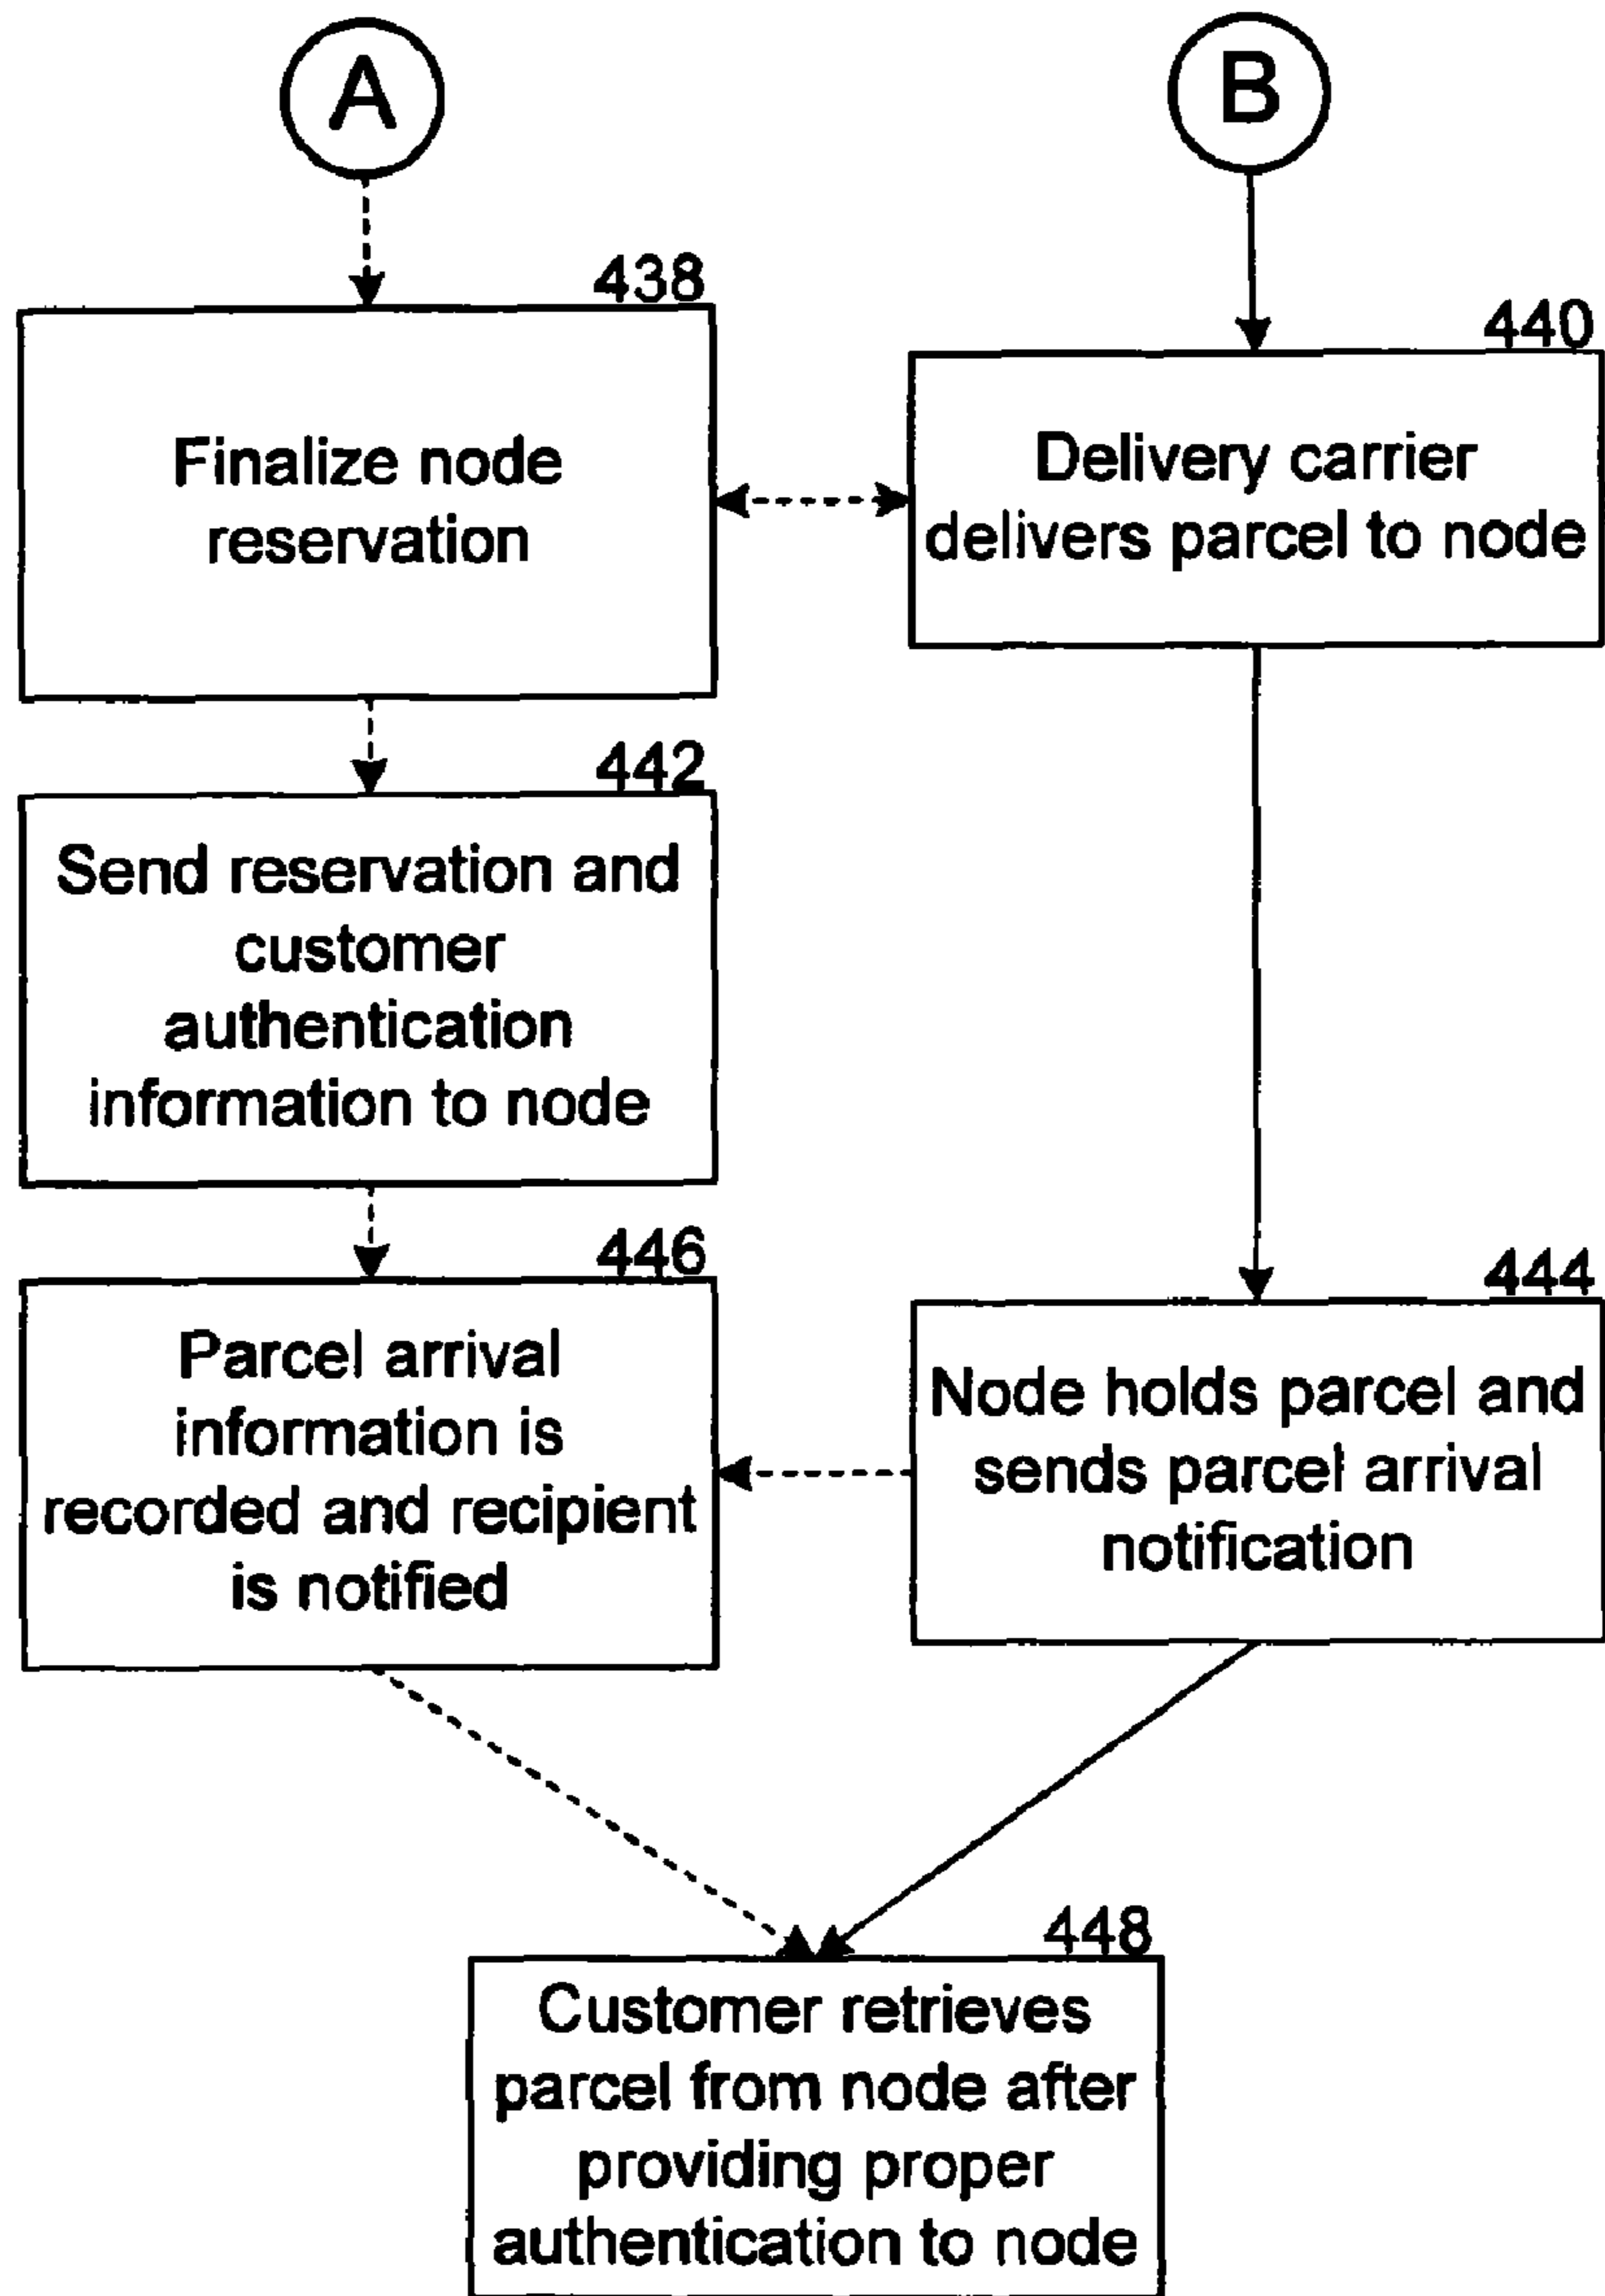 A
B
438
Finalize node
reservation
440
Delivery carrier
delivers parcel to node
442
Send reservation and
customer
authentication
information to node
446
Parcel arrival
information is
recorded and recipient
is notified
444
Node holds parcel and
sends parcel arrival
notification
448
Customer retrieves
parcel from node after
providing proper
authentication to node